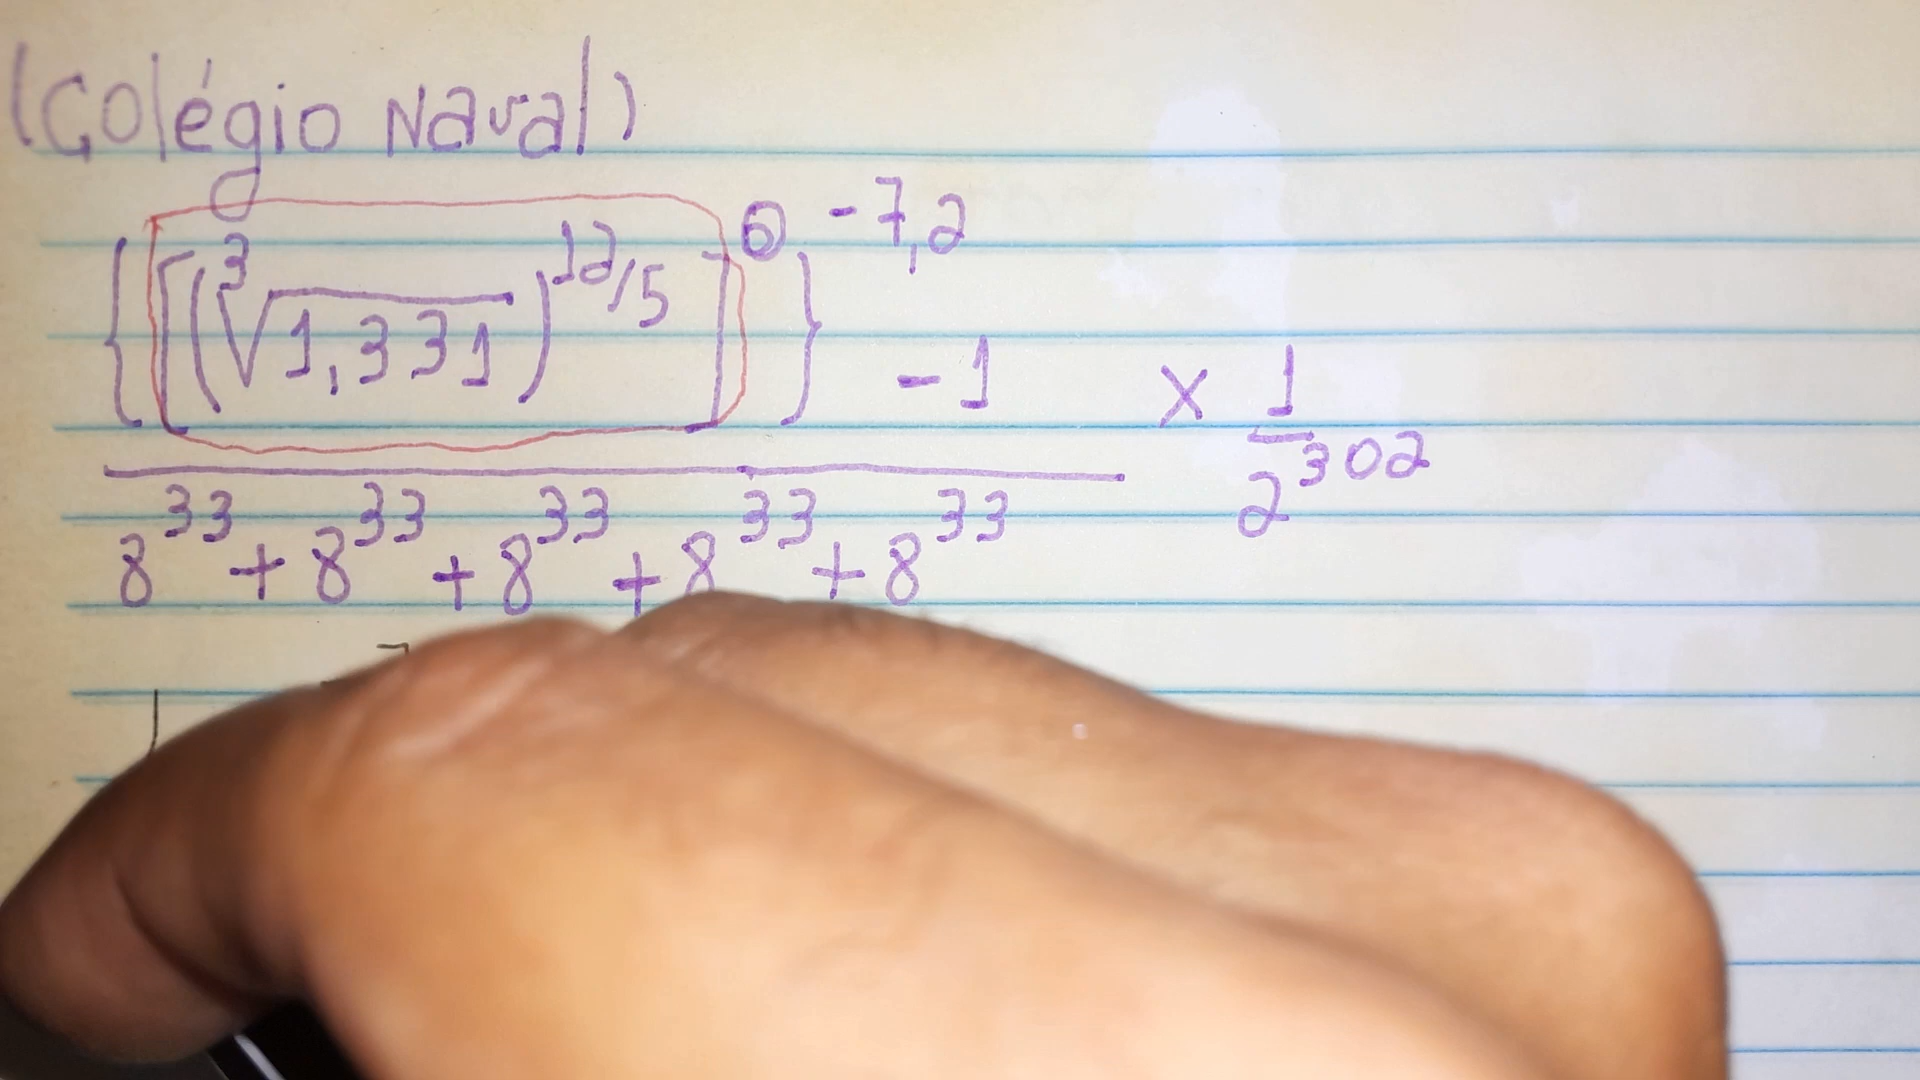 (Colégio Naval)
{[(∛1,331)^12/5]^0}^-7,2 - 1 × 1
8^33 + 8^33 + 8^33 + 8^33 + 8^33 2^302